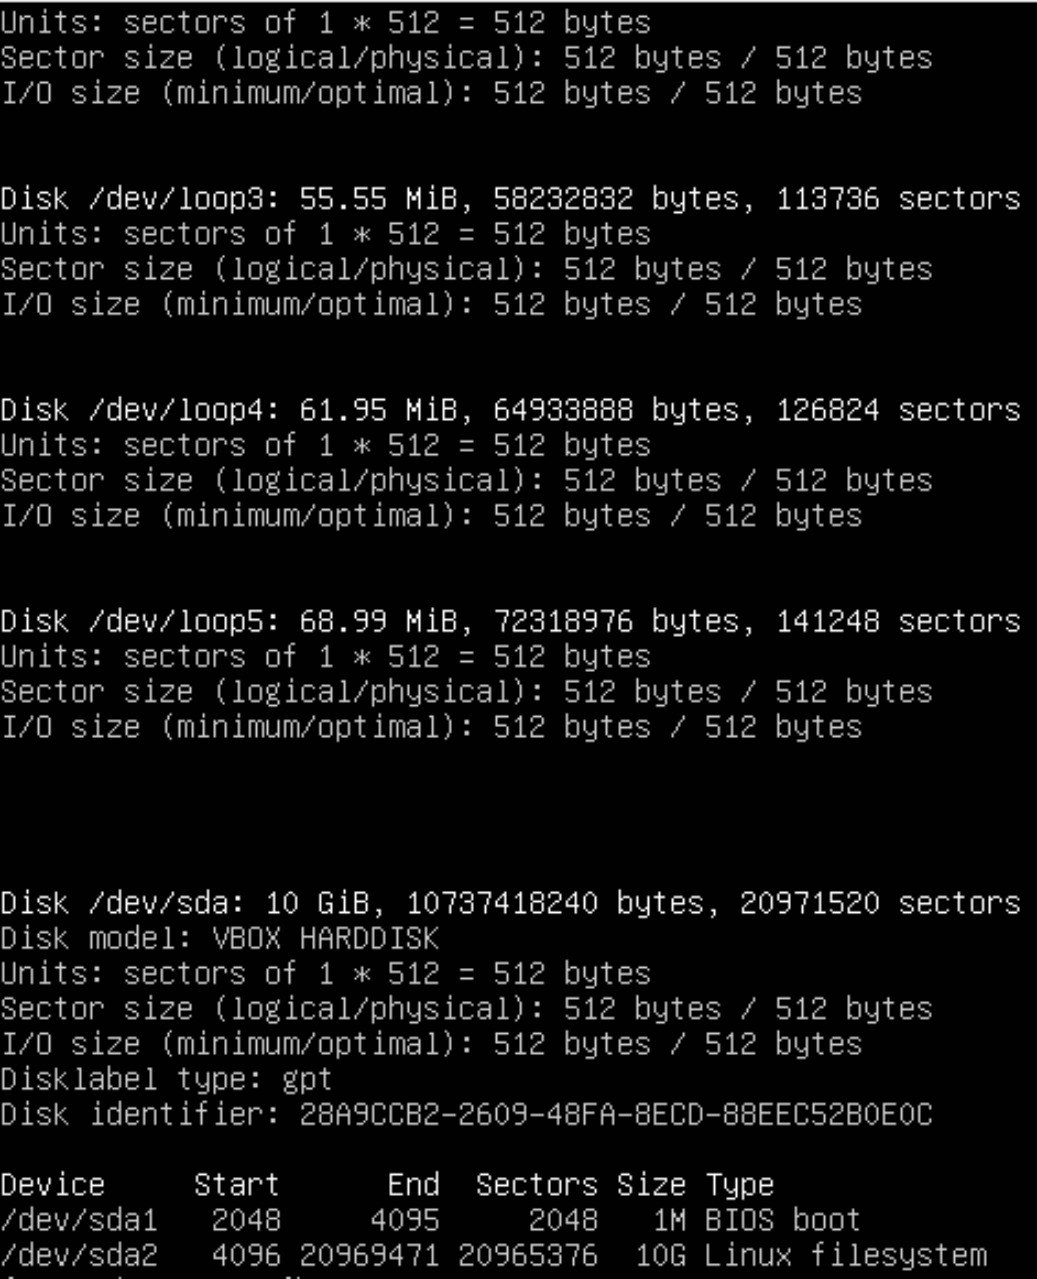 Units: sectors of 1 * 512 = 512 bytes
Sector size (logical/physical): 512 bytes / 512 bytes
I/O size (minimum/optimal): 512 bytes / 512 bytes
Disk /dev/loop3: 55.55 MiB, 58232832 bytes, 113736 sectors
Units: sectors of 1 * 512 = 512 bytes
Sector size (logical/physical): 512 bytes / 512 bytes
I/O size (minimum/optimal): 512 bytes / 512 bytes
Disk /dev/loop4: 61.95 MiB, 64933888 bytes, 126824 sectors
Units: sectors of 1 * 512 = 512 bytes
Sector size (logical/physical): 512 bytes / 512 bytes
I/O size (minimum/optimal): 512 bytes / 512 bytes
Disk /dev/loop5: 68.99 MiB, 72318976 bytes, 141248 sectors
Units: sectors of 1 * 512 = 512 bytes
Sector size (logical/physical): 512 bytes / 512 bytes
I/O size (minimum/optimal): 512 bytes / 512 bytes
Disk /dev/sda: 10 GiB, 10737418240 bytes, 20971520 sectors
Disk model: VBOX HARDDISK
Units: sectors of 1 * 512 = 512 bytes
Sector size (logical/physical): 512 bytes / 512 bytes
I/O size (minimum/optimal): 512 bytes / 512 bytes
Disklabel type: gpt
Disk identifier: 28A9CCB2-2609-48FA-8ECD-88EEC52B0E0C
Device Start End Sectors Size Type
/dev/sda1 2048 4095 2048 1M BIOS boot
/dev/sda2 4096 20969471 20965376 10G Linux filesystem